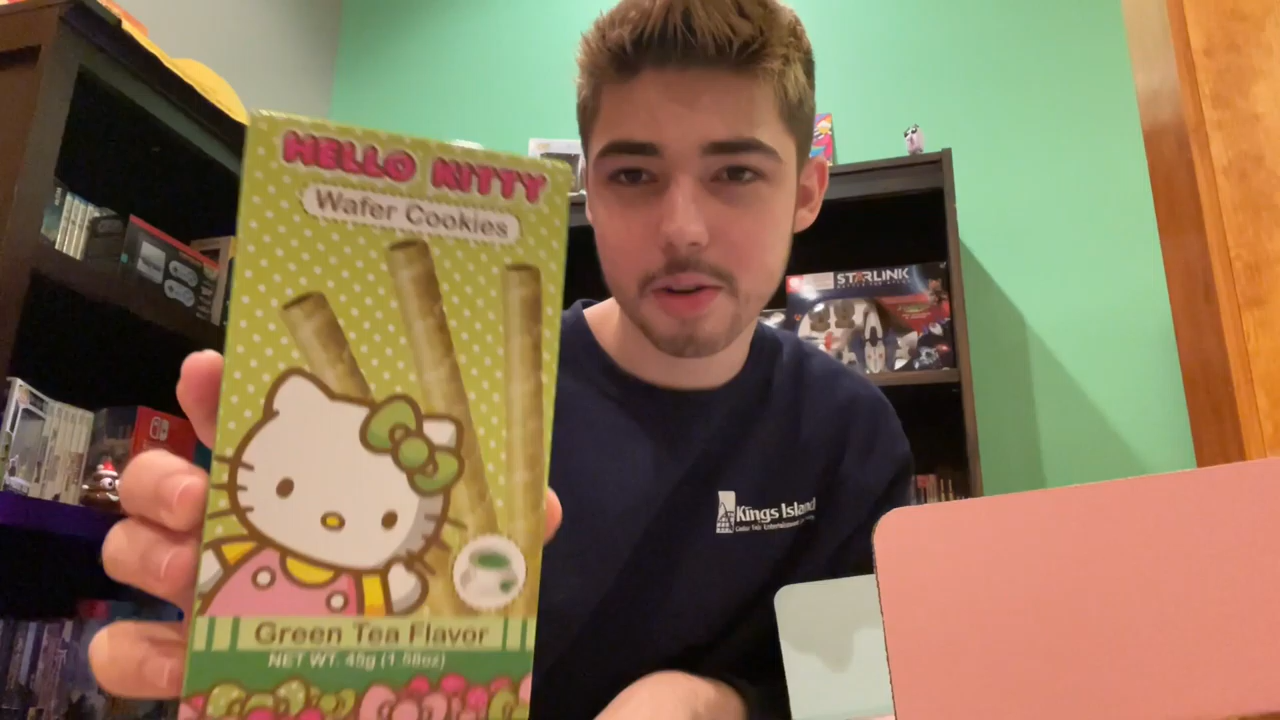 HELLO KITTY
Wafer Cookies
Green Tea Flavor
NET WT. 45g (1.58oz)
STARLINK
Kings Island